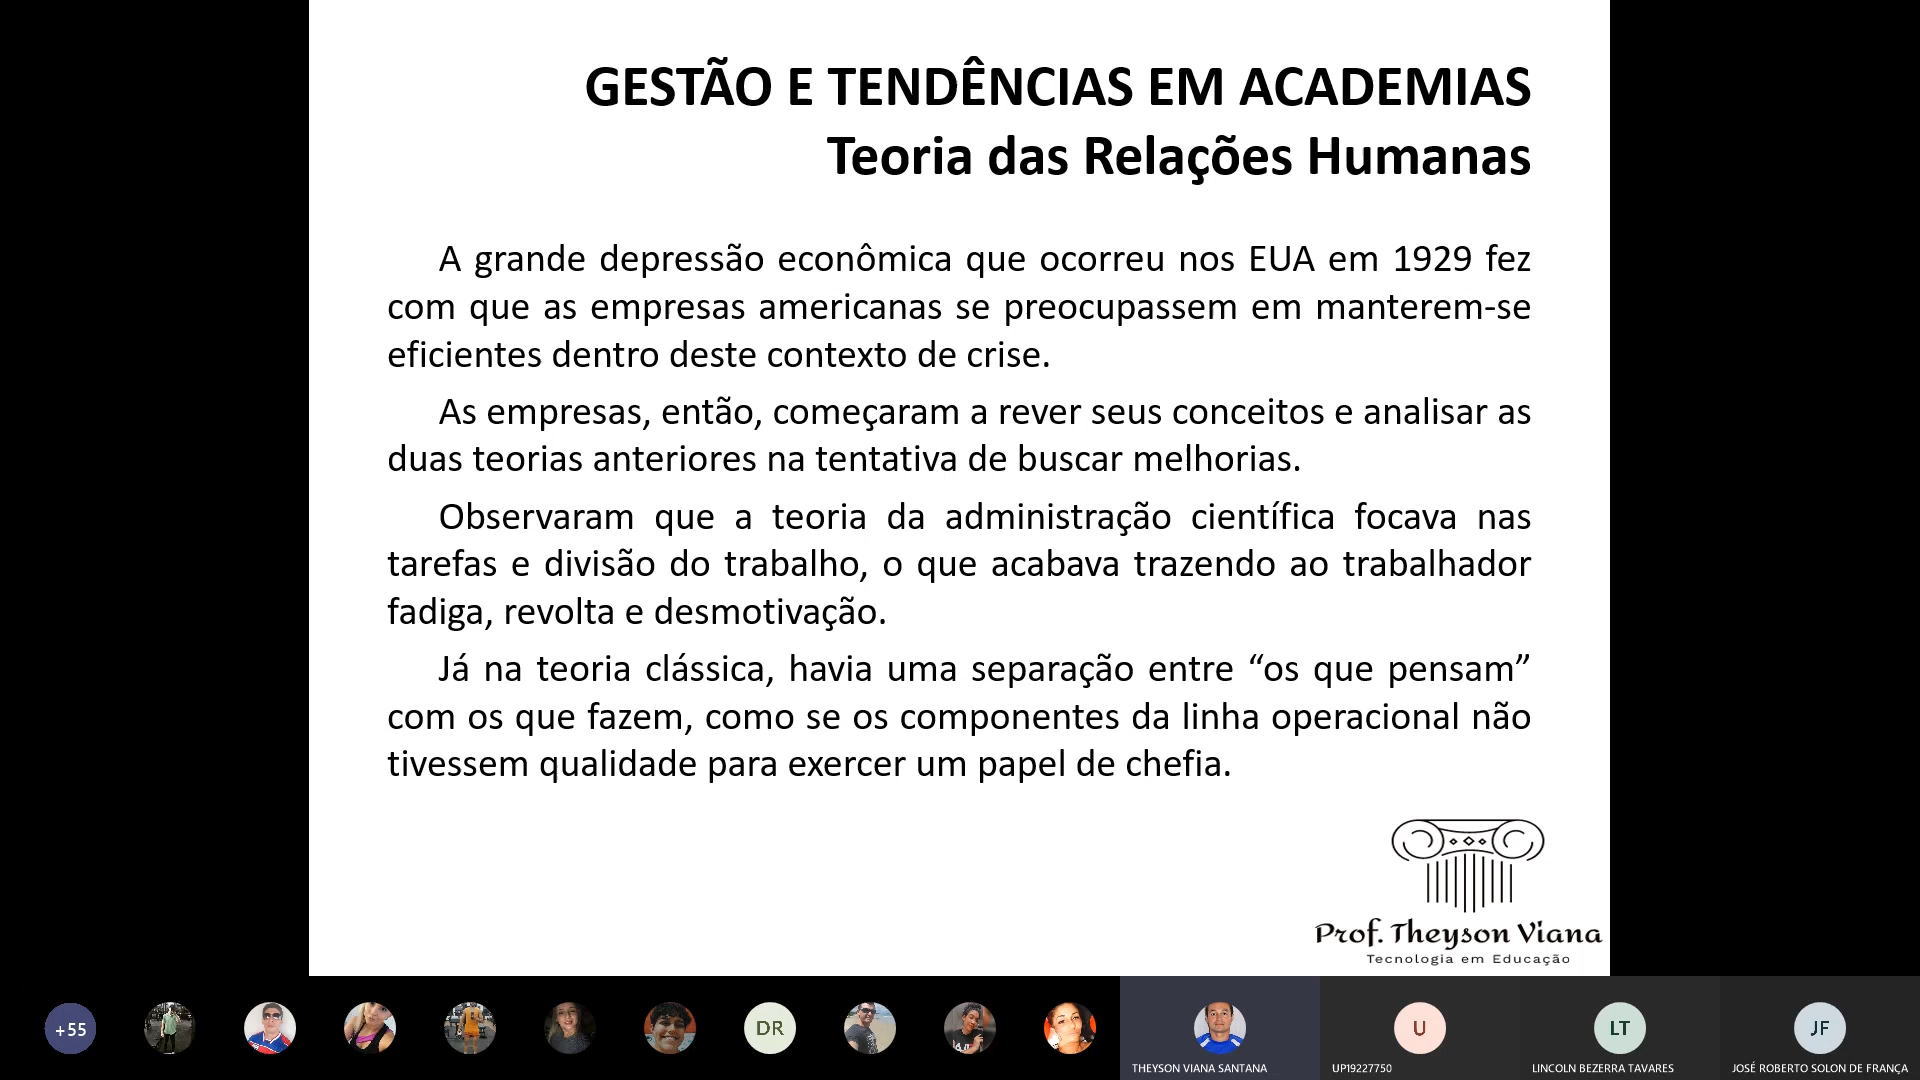 GESTÃO E TENDÊNCIAS EM ACADEMIAS
Teoria das Relações Humanas
A grande depressão econômica que ocorreu nos EUA em 1929 fez
com que as empresas americanas se preocupassem em manterem-se
eficientes dentro deste contexto de crise.
As empresas, então, começaram a rever seus conceitos e analisar as
duas teorias anteriores na tentativa de buscar melhorias.
Observaram que a teoria da administração científica focava nas
tarefas e divisão do trabalho, o que acabava trazendo ao trabalhador
fadiga, revolta e desmotivação.
Já na teoria clássica, havia uma separação entre “os que pensam”
com os que fazem, como se os componentes da linha operacional não
tivessem qualidade para exercer um papel de chefia.
Prof. Theyson Viana
Tecnologia em Educação
+55
DR
U
LT
JF
THEYSON VIANA SANTANA
UP19227750
LINCOLN BEZERRA TAVARES
JOSÉ ROBERTO SOLON DE FRANÇA